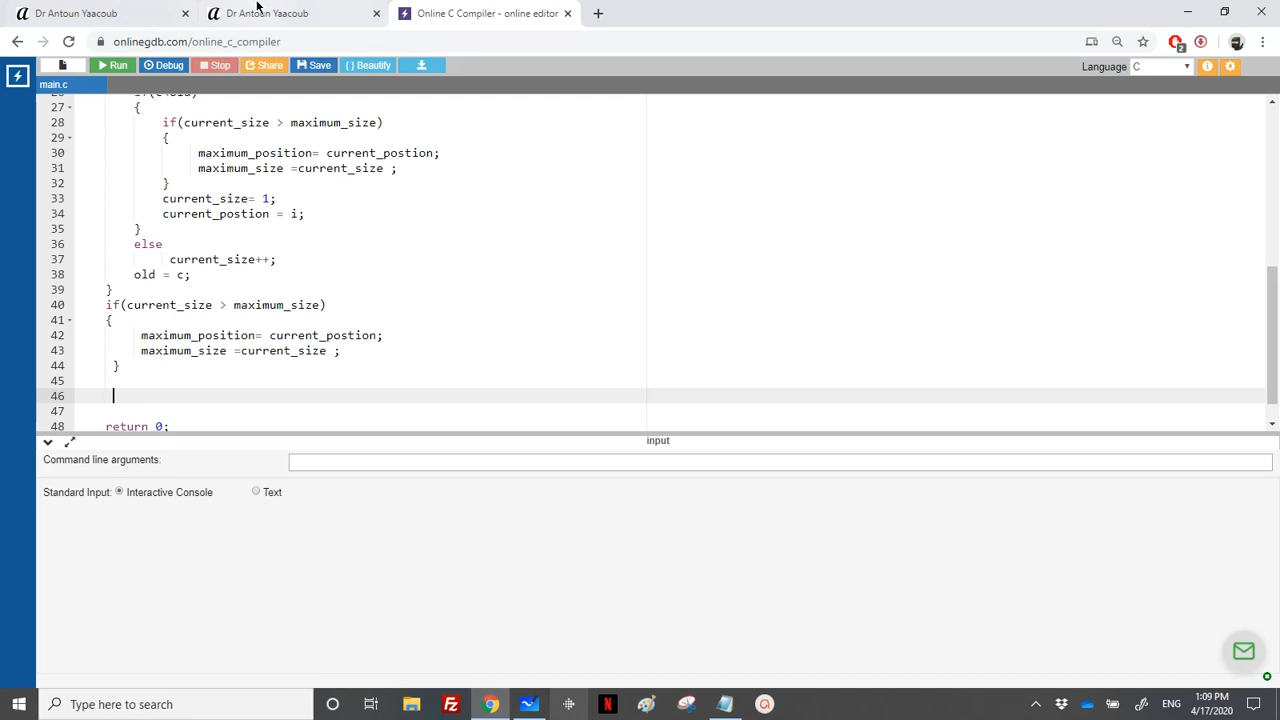 Dr Antoun Yaacoub
Dr Antoun Yaacoub
Online C Compiler - online editor
onlinegdb.com/online_c_compiler
2
Run
Debug
Stop
Share
Save
{ } Beautify
Language C
main.c
27 {
28 if(current_size > maximum_size)
29 {
30 maximum_position= current_postion;
31 maximum_size =current_size ;
32 }
33 current_size= 1;
34 current_postion = i;
35 }
36 else
37 current_size++;
38 old = c;
39 }
40 if(current_size > maximum_size)
41 {
42 maximum_position= current_postion;
43 maximum_size =current_size ;
44 }
45
46
47
48 return 0;
input
Command line arguments:
Standard Input: Interactive Console Text
Type here to search
ENG
1:09 PM
4/17/2020